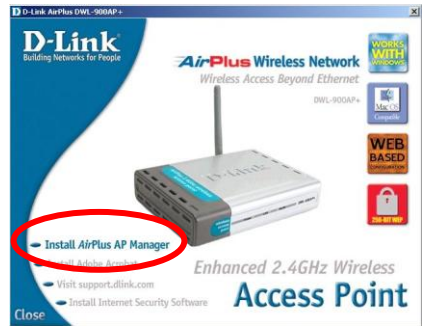 D-Link AirPlus DWL-900AP+
D-Link
Building Networks for People
AirPlus Wireless Network
Wireless Access Beyond Ethernet
DWL-900AP+
WORKS
WITH
WINDOWS
Mac OS
Compatible
WEB
BASED
CONFIGURATION
256-BIT WEP
D-Link
Install AirPlus AP Manager
Install Adobe Acrobat
Visit support.dlink.com
Install Internet Security Software
Enhanced 2.4GHz Wireless
Access Point
Close